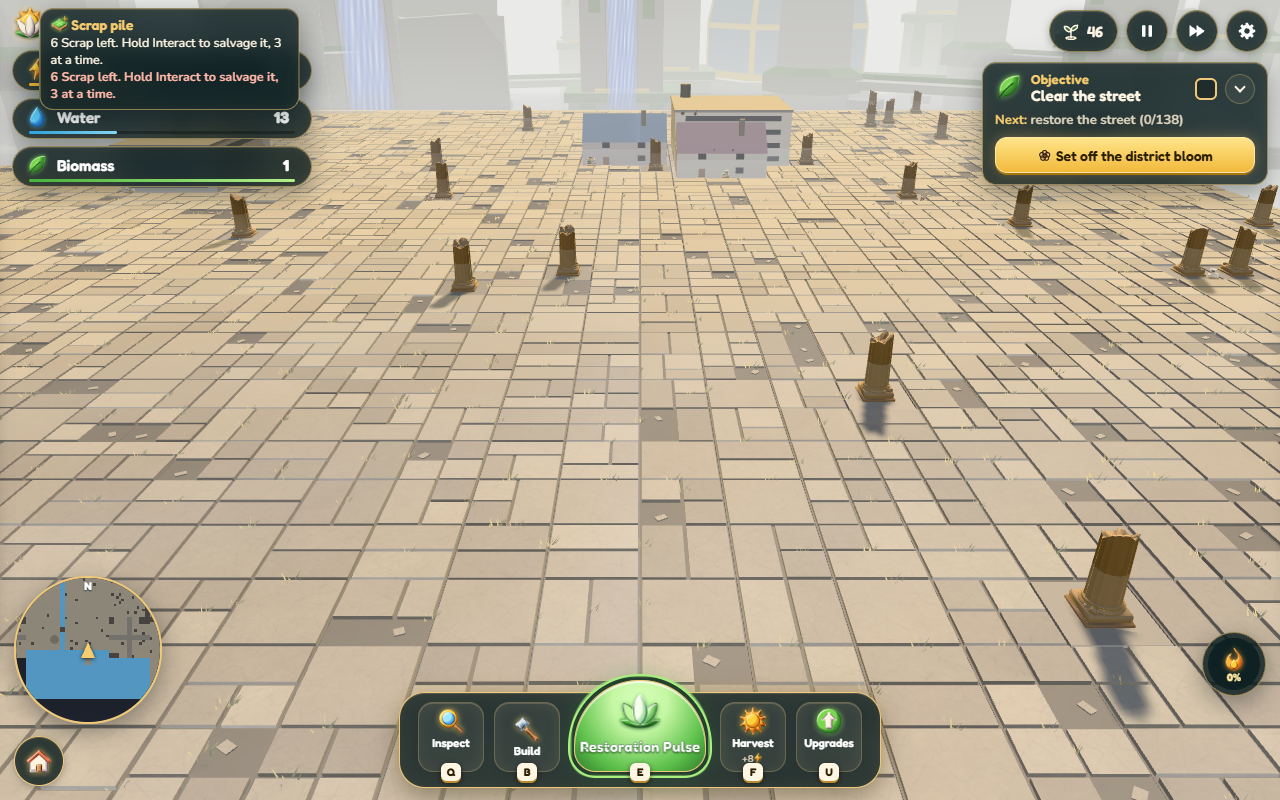 Scrap pile
6 Scrap left. Hold Interact to salvage it, 3
at a time.
6 Scrap left. Hold Interact to salvage it,
3 at a time.
Water 13
Biomass 1
46
Objective
Clear the street
Next: restore the street (0/138)
Set off the district bloom
N
0%
Inspect
Q
Build
B
Restoration Pulse
E
Harvest
+8
F
Upgrades
U